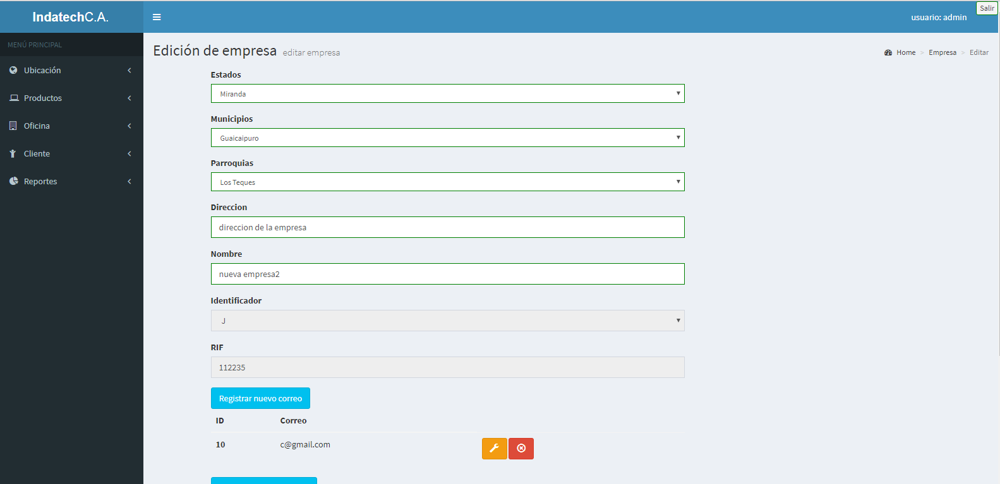 IndatechC.A.
usuario: admin
Salir
MENÚ PRINCIPAL
Ubicación
Productos
Oficina
Cliente
Reportes
Edición de empresa editar empresa
Home > Empresa > Editar
Estados
Miranda
Municipios
Guaicaipuro
Parroquias
Los Teques
Direccion
direccion de la empresa
Nombre
nueva empresa2
Identificador
J
RIF
112235
Registrar nuevo correo
ID Correo
10 c@gmail.com